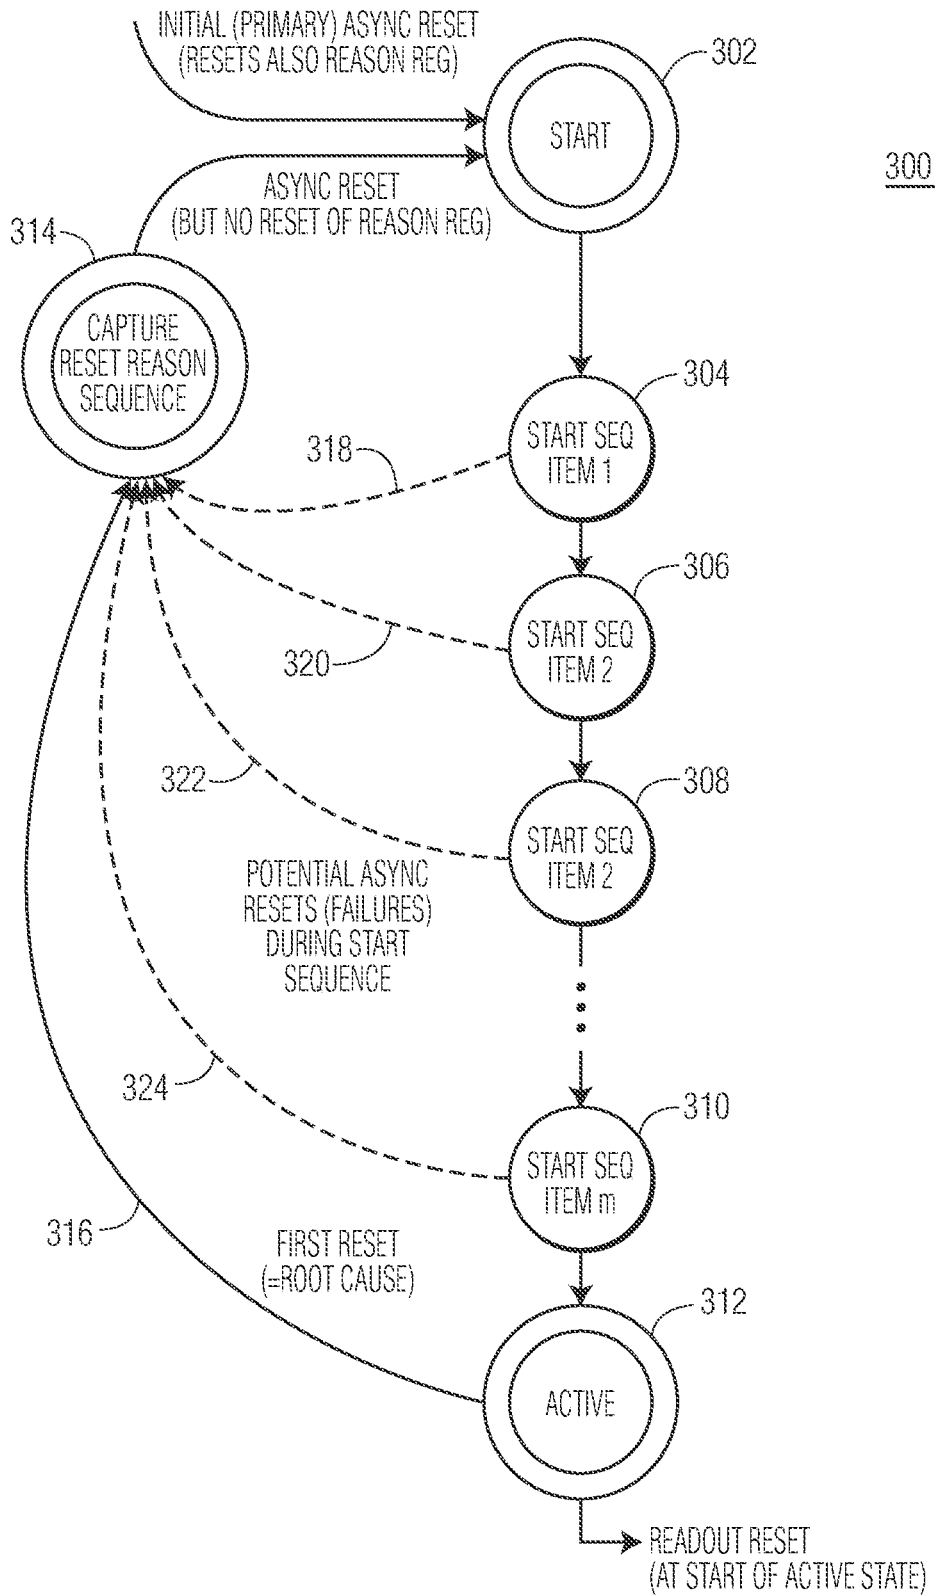 INITIAL (PRIMARY) ASYNC RESET
(RESETS ALSO REASON REG)
302
START
300
ASYNC RESET
(BUT NO RESET OF REASON REG)
314
CAPTURE
RESET REASON
SEQUENCE
304
START SEQ
ITEM 1
318
306
START SEQ
ITEM 2
320
308
START SEQ
ITEM 2
322
POTENTIAL ASYNC
RESETS (FAILURES)
DURING START
SEQUENCE
324
310
START SEQ
ITEM m
316
FIRST RESET
(=ROOT CAUSE)
312
ACTIVE
READOUT RESET
(AT START OF ACTIVE STATE)